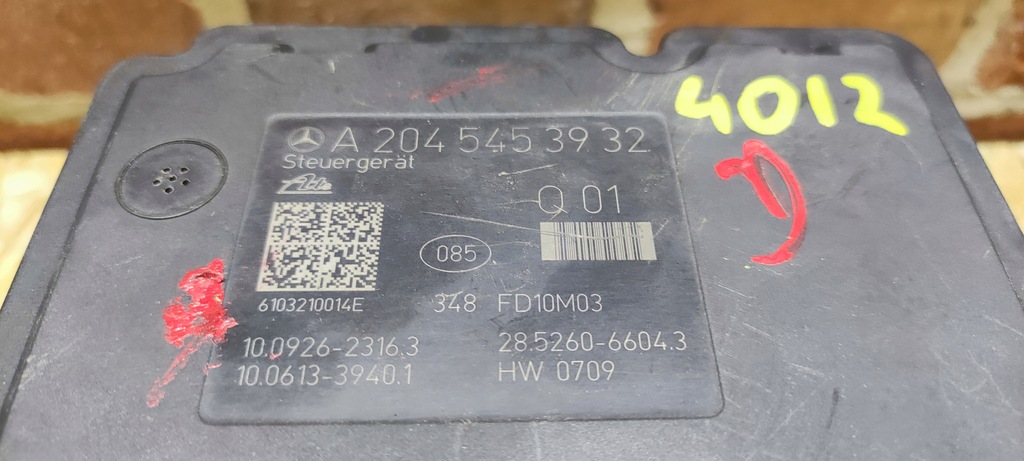 4012
A 204 545 39 32
Steuergerät
Ate
Q 01
085
6103210014E
348 FD10M03
10.0926-2316.3 28.5260-6604.3
10.0613-3940.1 HW 0709